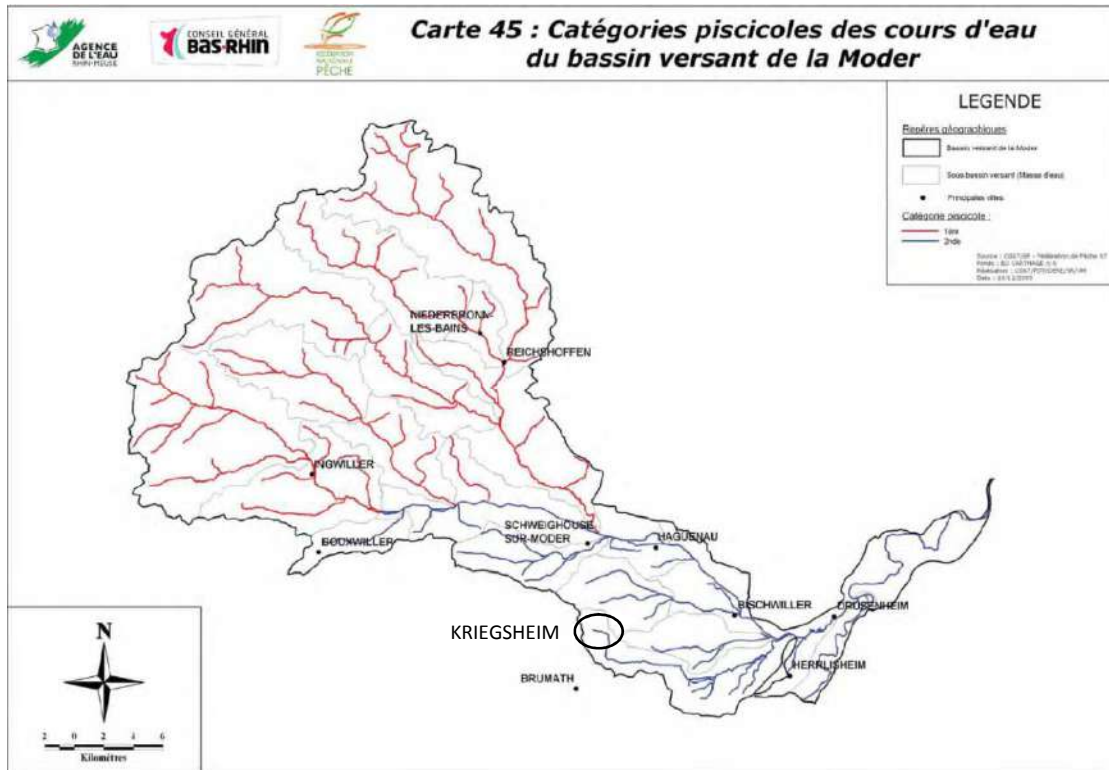 AGENCE
DE L'EAU
RHIN-MEUSE
CONSEIL GÉNÉRAL
BAS-RHIN
FÉDÉRATION
NATIONALE
PÊCHE
Carte 45 : Catégories piscicoles des cours d'eau
du bassin versant de la Moder
LEGENDE
Repères géographiques
Bassin versant de la Moder
Sous bassin versant (Masse d'eau)
Principales villes
Catégorie piscicole :
1ère
2nde
NIEDERBRONN-
LES-BAINS
REICHSHOFFEN
INGWILLER
BOUXWILLER
SCHWEIGHOUSE-
SUR-MODER
HAGUENAU
BISCHWILLER
DRUSENHEIM
KRIEGSHEIM
HERRLISHEIM
BRUMATH
N
2 0 2 4 6
Kilomètres